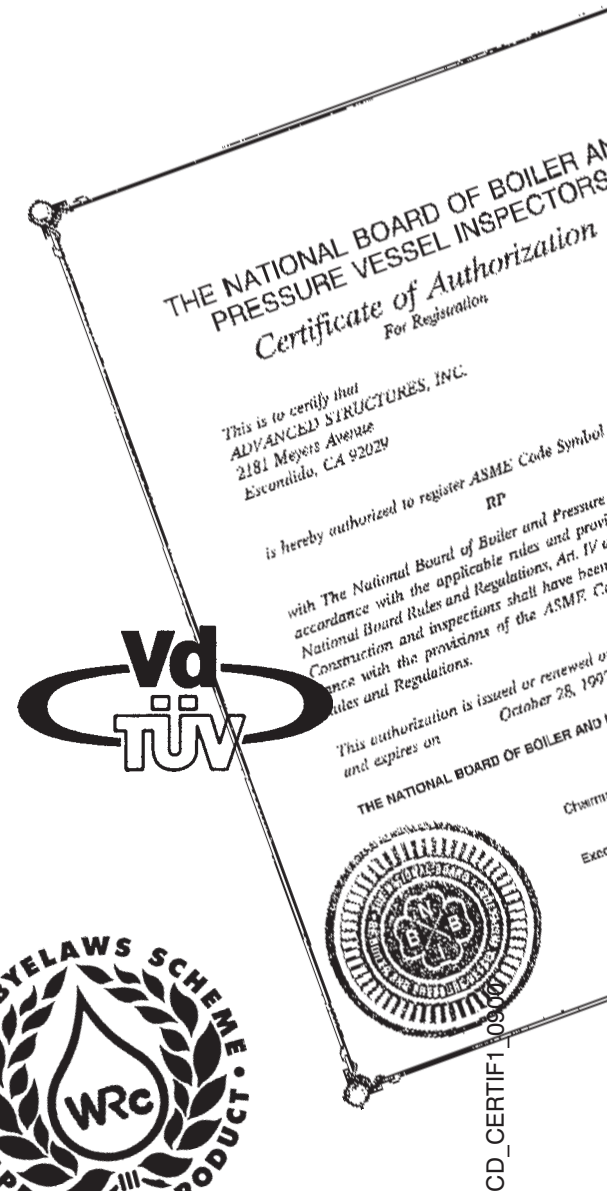 THE NATIONAL BOARD OF BOILER AN
PRESSURE VESSEL INSPECTORS
Certificate of Authorization
For Registration
This is to certify that
ADVANCED STRUCTURES, INC.
2181 Meyers Avenue
Escondido, CA 92029
is hereby authorized to register ASME Code Symbol
RP
with The National Board of Boiler and Pressure
accordance with the applicable rules and provi
National Board Rules and Regulations, Art. IV
Construction and inspections shall have been
ance with the provisions of the ASME Co
ules and Regulations.
This authorization is issued or renewed o
and expires on October 28, 1997
THE NATIONAL BOARD OF BOILER AND
Chairma
Exec
Vd
TÜV
N
B B
I
BYELAWS SCHEME
WRc
PRODUCT
CD_CERTIF1_0900